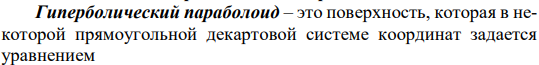 Гиперболический параболоид – это поверхность, которая в не-
которой прямоугольной декартовой системе координат задается
уравнением